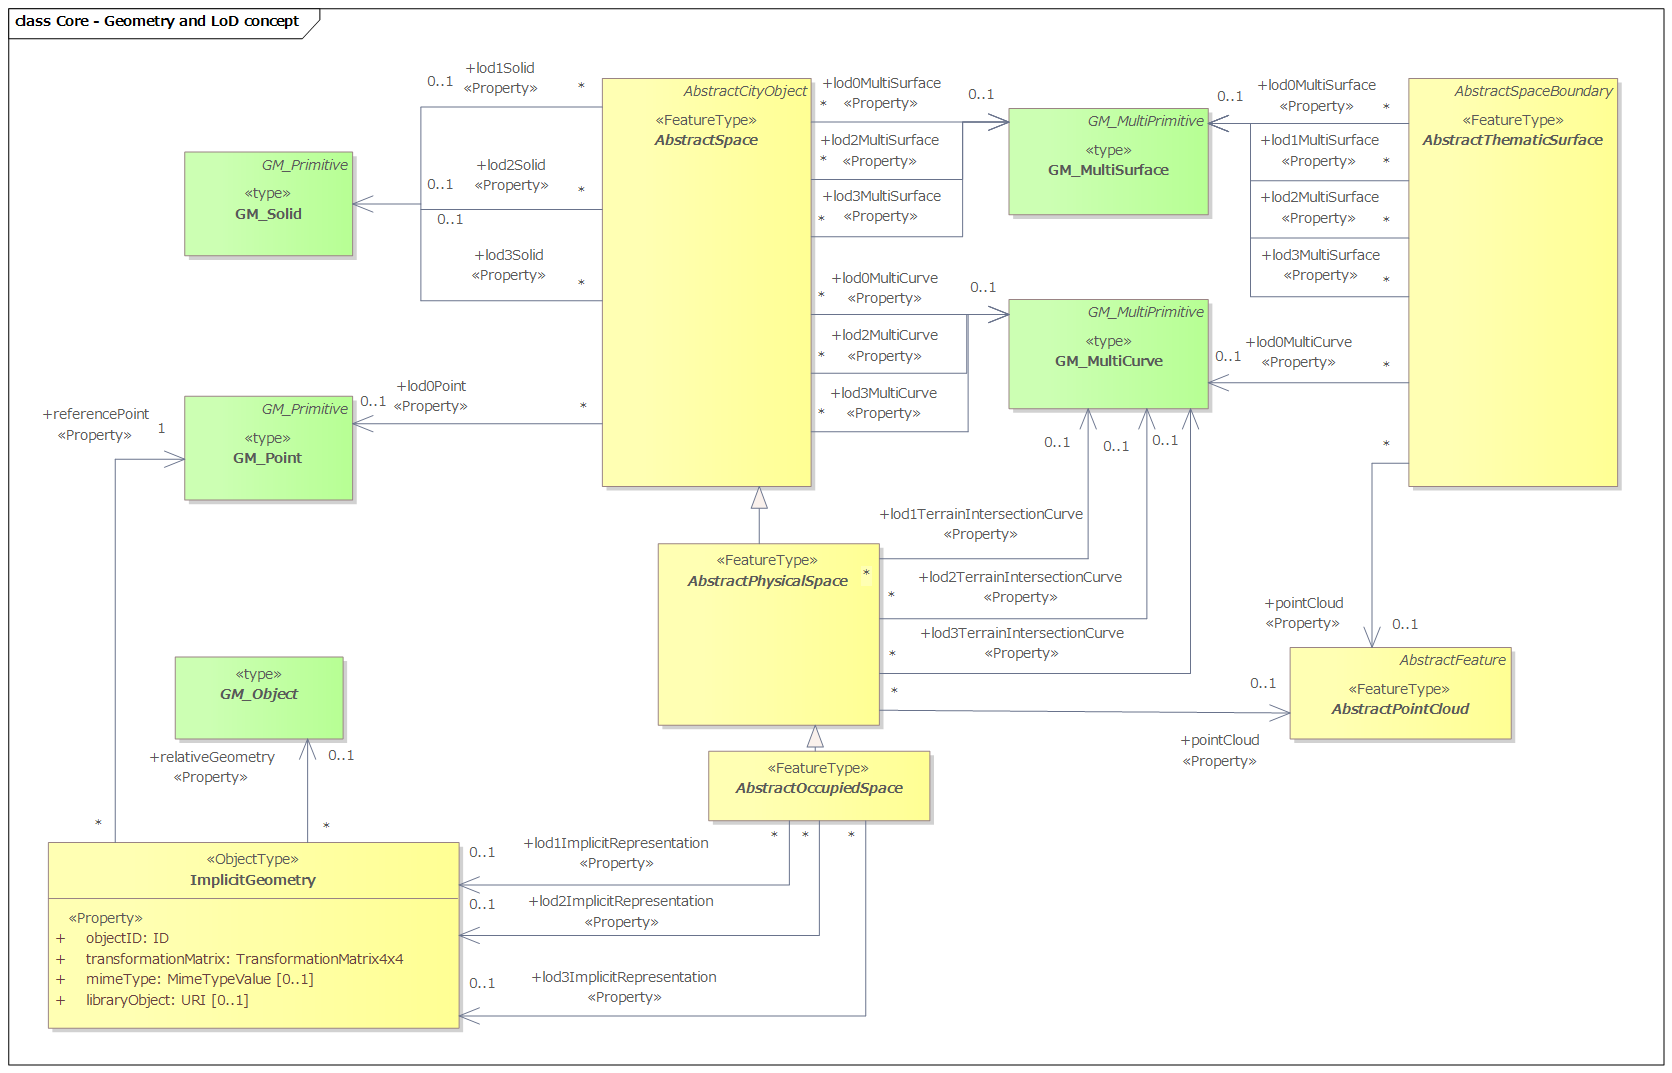 class Core - Geometry and LoD concept
+lod1Solid
«Property»
0..1
*
+lod2Solid
«Property»
0..1
*
0..1
+lod3Solid
«Property»
*
GM_Primitive
«type»
GM_Solid
AbstractCityObject
«FeatureType»
AbstractSpace
+lod0MultiSurface
«Property»
*
0..1
+lod2MultiSurface
«Property»
*
+lod3MultiSurface
«Property»
*
GM_MultiPrimitive
«type»
GM_MultiSurface
+lod0MultiSurface
«Property»
0..1
*
+lod1MultiSurface
«Property»
*
+lod2MultiSurface
«Property»
*
+lod3MultiSurface
«Property»
*
AbstractSpaceBoundary
«FeatureType»
AbstractThematicSurface
+lod0MultiCurve
«Property»
*
0..1
+lod2MultiCurve
«Property»
*
+lod3MultiCurve
«Property»
*
GM_MultiPrimitive
«type»
GM_MultiCurve
+lod0MultiCurve
«Property»
0..1
*
*
+lod0Point
«Property»
0..1
*
+referencePoint
«Property»
1
GM_Primitive
«type»
GM_Point
0..1
0..1
0..1
+lod1TerrainIntersectionCurve
«Property»
*
+lod2TerrainIntersectionCurve
«Property»
*
+lod3TerrainIntersectionCurve
«Property»
*
«FeatureType»
AbstractPhysicalSpace
*
0..1
+pointCloud
«Property»
+pointCloud
«Property»
0..1
AbstractFeature
«FeatureType»
AbstractPointCloud
«type»
GM_Object
+relativeGeometry
«Property»
0..1
*
*
«FeatureType»
AbstractOccupiedSpace
*
*
*
+lod1ImplicitRepresentation
«Property»
0..1
+lod2ImplicitRepresentation
«Property»
0..1
+lod3ImplicitRepresentation
«Property»
0..1
«ObjectType»
ImplicitGeometry
«Property»
+ objectID: ID
+ transformationMatrix: TransformationMatrix4x4
+ mimeType: MimeTypeValue [0..1]
+ libraryObject: URI [0..1]